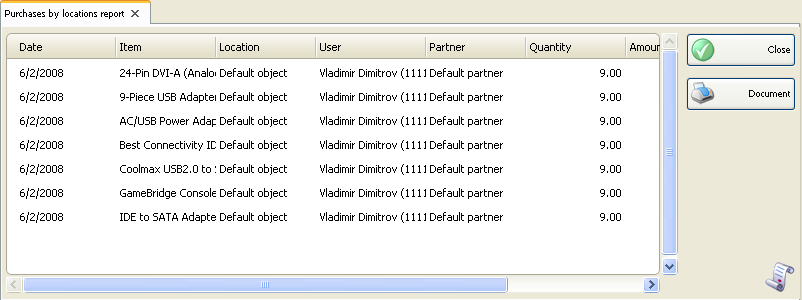 Purchases by locations report
Date Item Location User Partner Quantity Amoun
6/2/2008 24-Pin DVI-A (Analo Default object Vladimir Dimitrov (1111 Default partner 9.00
6/2/2008 9-Piece USB Adapte Default object Vladimir Dimitrov (1111 Default partner 9.00
6/2/2008 AC/USB Power Adap Default object Vladimir Dimitrov (1111 Default partner 9.00
6/2/2008 Best Connectivity ID Default object Vladimir Dimitrov (1111 Default partner 9.00
6/2/2008 Coolmax USB2.0 to Default object Vladimir Dimitrov (1111 Default partner 9.00
6/2/2008 GameBridge Console Default object Vladimir Dimitrov (1111 Default partner 9.00
6/2/2008 IDE to SATA Adapte Default object Vladimir Dimitrov (1111 Default partner 9.00
Close
Document